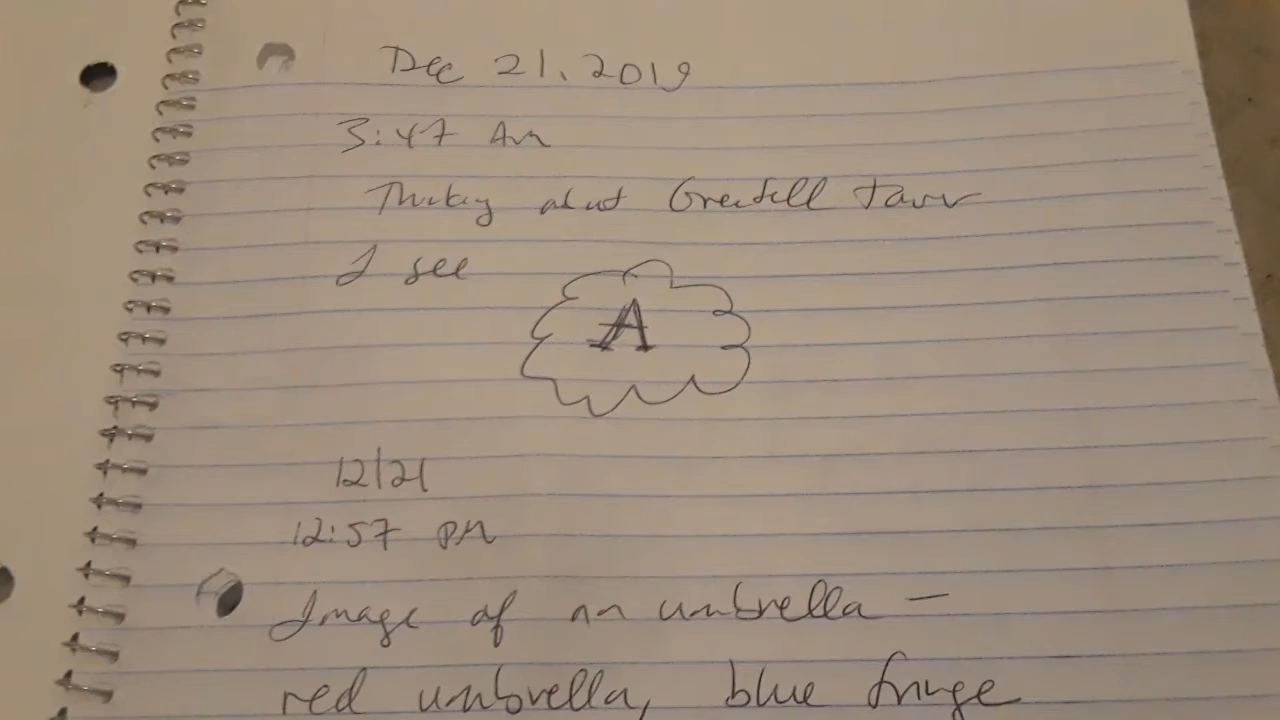 Dec 21, 2019
3:47 Am
Thinking about Grenfell Tower
I see
A
12/21
12:57 PM
Image of an umbrella —
red umbrella, blue fringe